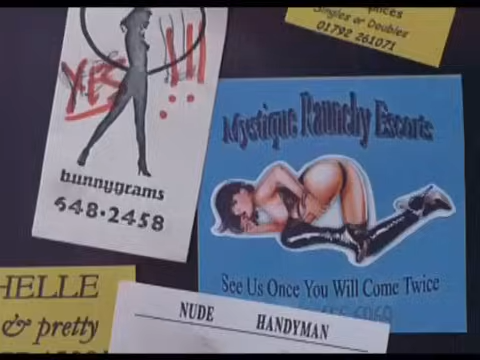 Singles or Doubles
01792 261071
YES!!!
bunnygrams
648·2458
Mystique Raunchy Escorts
See Us Once You Will Come Twice
HELLE
& pretty
NUDE HANDYMAN